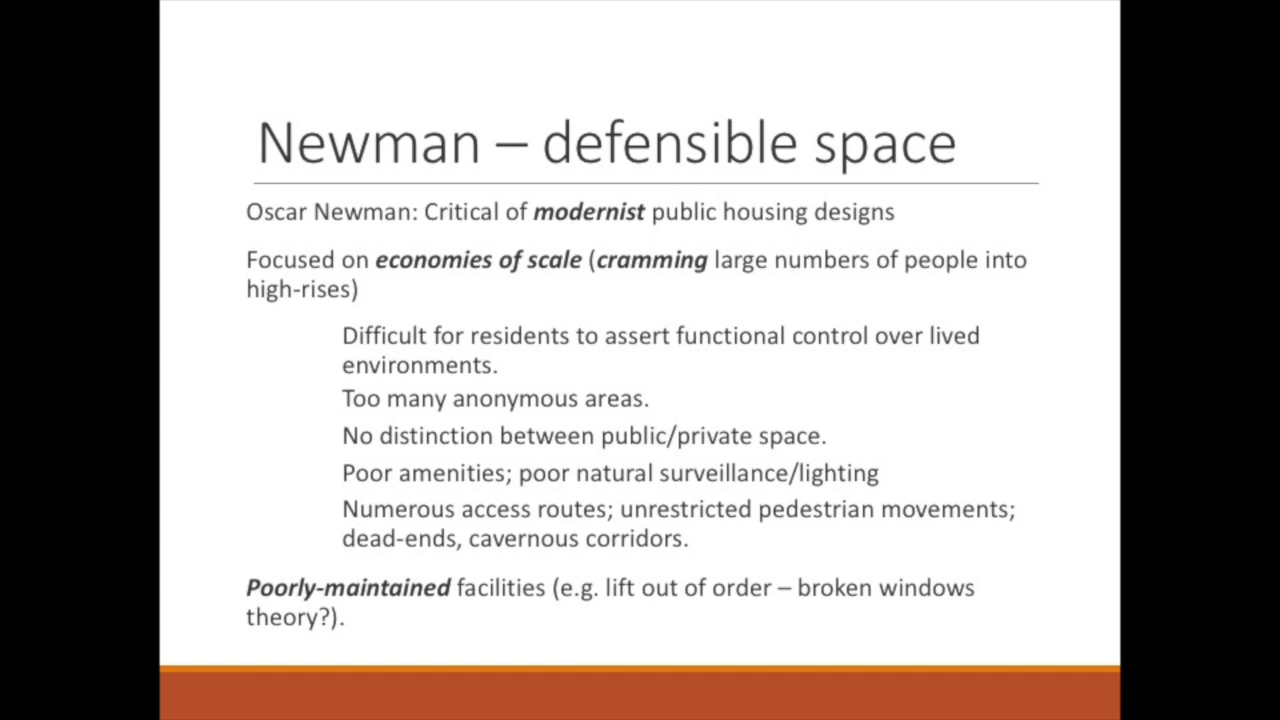 Newman – defensible space
Oscar Newman: Critical of modernist public housing designs
Focused on economies of scale (cramming large numbers of people into
high-rises)
Difficult for residents to assert functional control over lived
environments.
Too many anonymous areas.
No distinction between public/private space.
Poor amenities; poor natural surveillance/lighting
Numerous access routes; unrestricted pedestrian movements;
dead-ends, cavernous corridors.
Poorly-maintained facilities (e.g. lift out of order – broken windows
theory?).